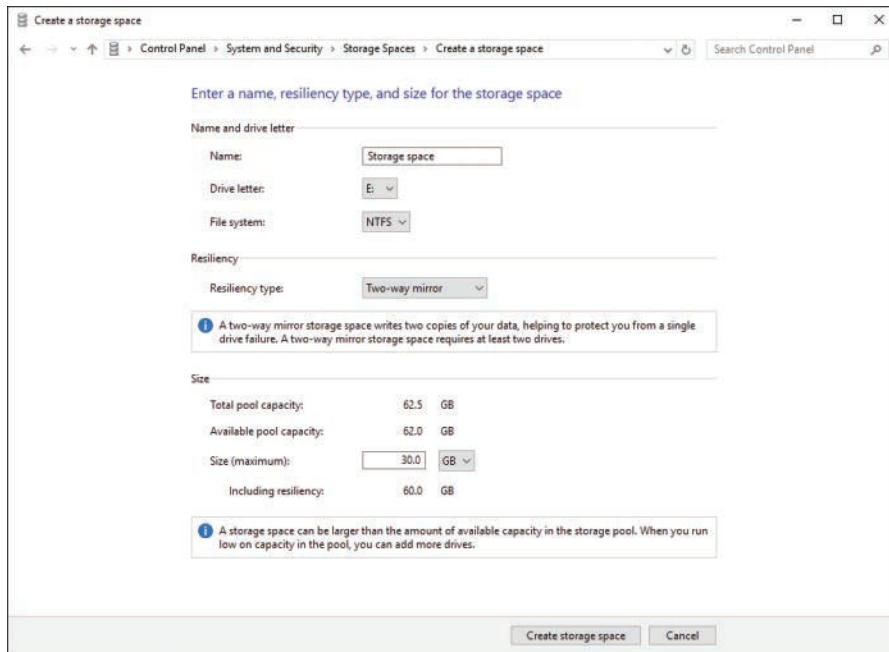 Create a storage space
Control Panel › System and Security › Storage Spaces › Create a storage space
Search Control Panel
Enter a name, resiliency type, and size for the storage space
Name and drive letter
Name: Storage space
Drive letter: E:
File system: NTFS
Resiliency
Resiliency type: Two-way mirror
A two-way mirror storage space writes two copies of your data, helping to protect you from a single
drive failure. A two-way mirror storage space requires at least two drives.
Size
Total pool capacity: 62.5 GB
Available pool capacity: 62.0 GB
Size (maximum): 30.0 GB
Including resiliency: 60.0 GB
A storage space can be larger than the amount of available capacity in the storage pool. When you run
low on capacity in the pool, you can add more drives.
Create storage space Cancel